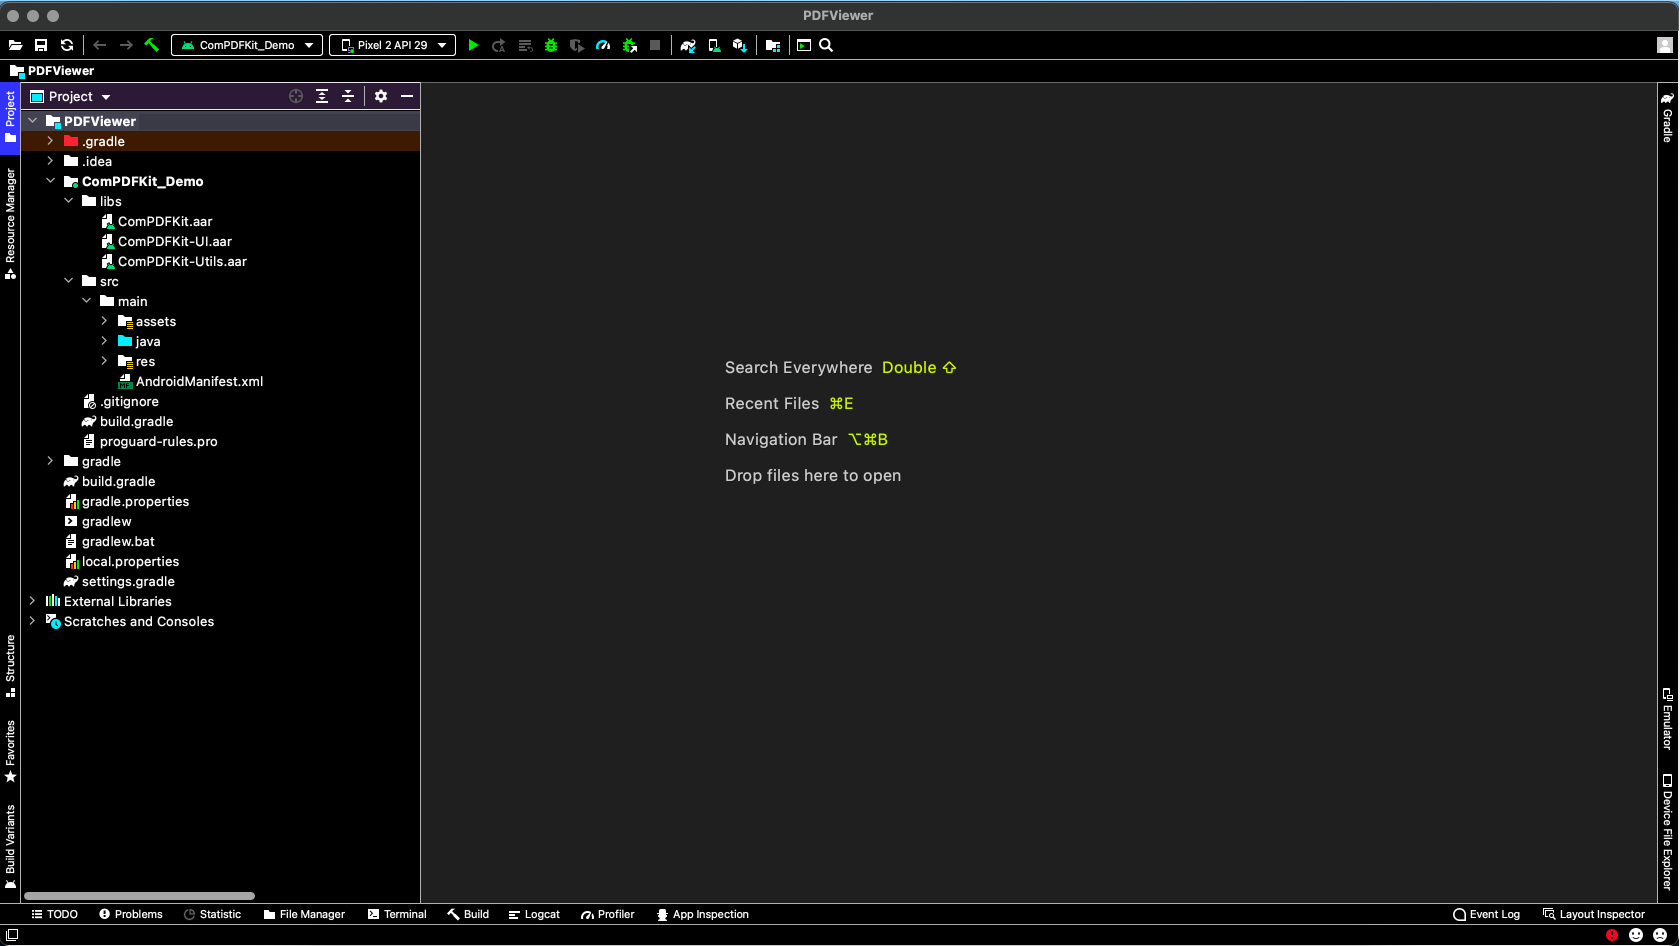 PDFViewer
ComPDFKit_Demo
Pixel 2 API 29
PDFViewer
Project
PDFViewer
.gradle
.idea
ComPDFKit_Demo
libs
ComPDFKit.aar
ComPDFKit-UI.aar
ComPDFKit-Utils.aar
src
main
assets
java
res
AndroidManifest.xml
.gitignore
build.gradle
proguard-rules.pro
gradle
build.gradle
gradle.properties
gradlew
gradlew.bat
local.properties
settings.gradle
External Libraries
Scratches and Consoles
Project
Resource Manager
Structure
Favorites
Build Variants
Search Everywhere Double ⇧
Recent Files ⌘E
Navigation Bar ⌥⌘B
Drop files here to open
Gradle
Emulator
Device File Explorer
TODO Problems Statistic File Manager Terminal Build Logcat Profiler App Inspection Event Log Layout Inspector